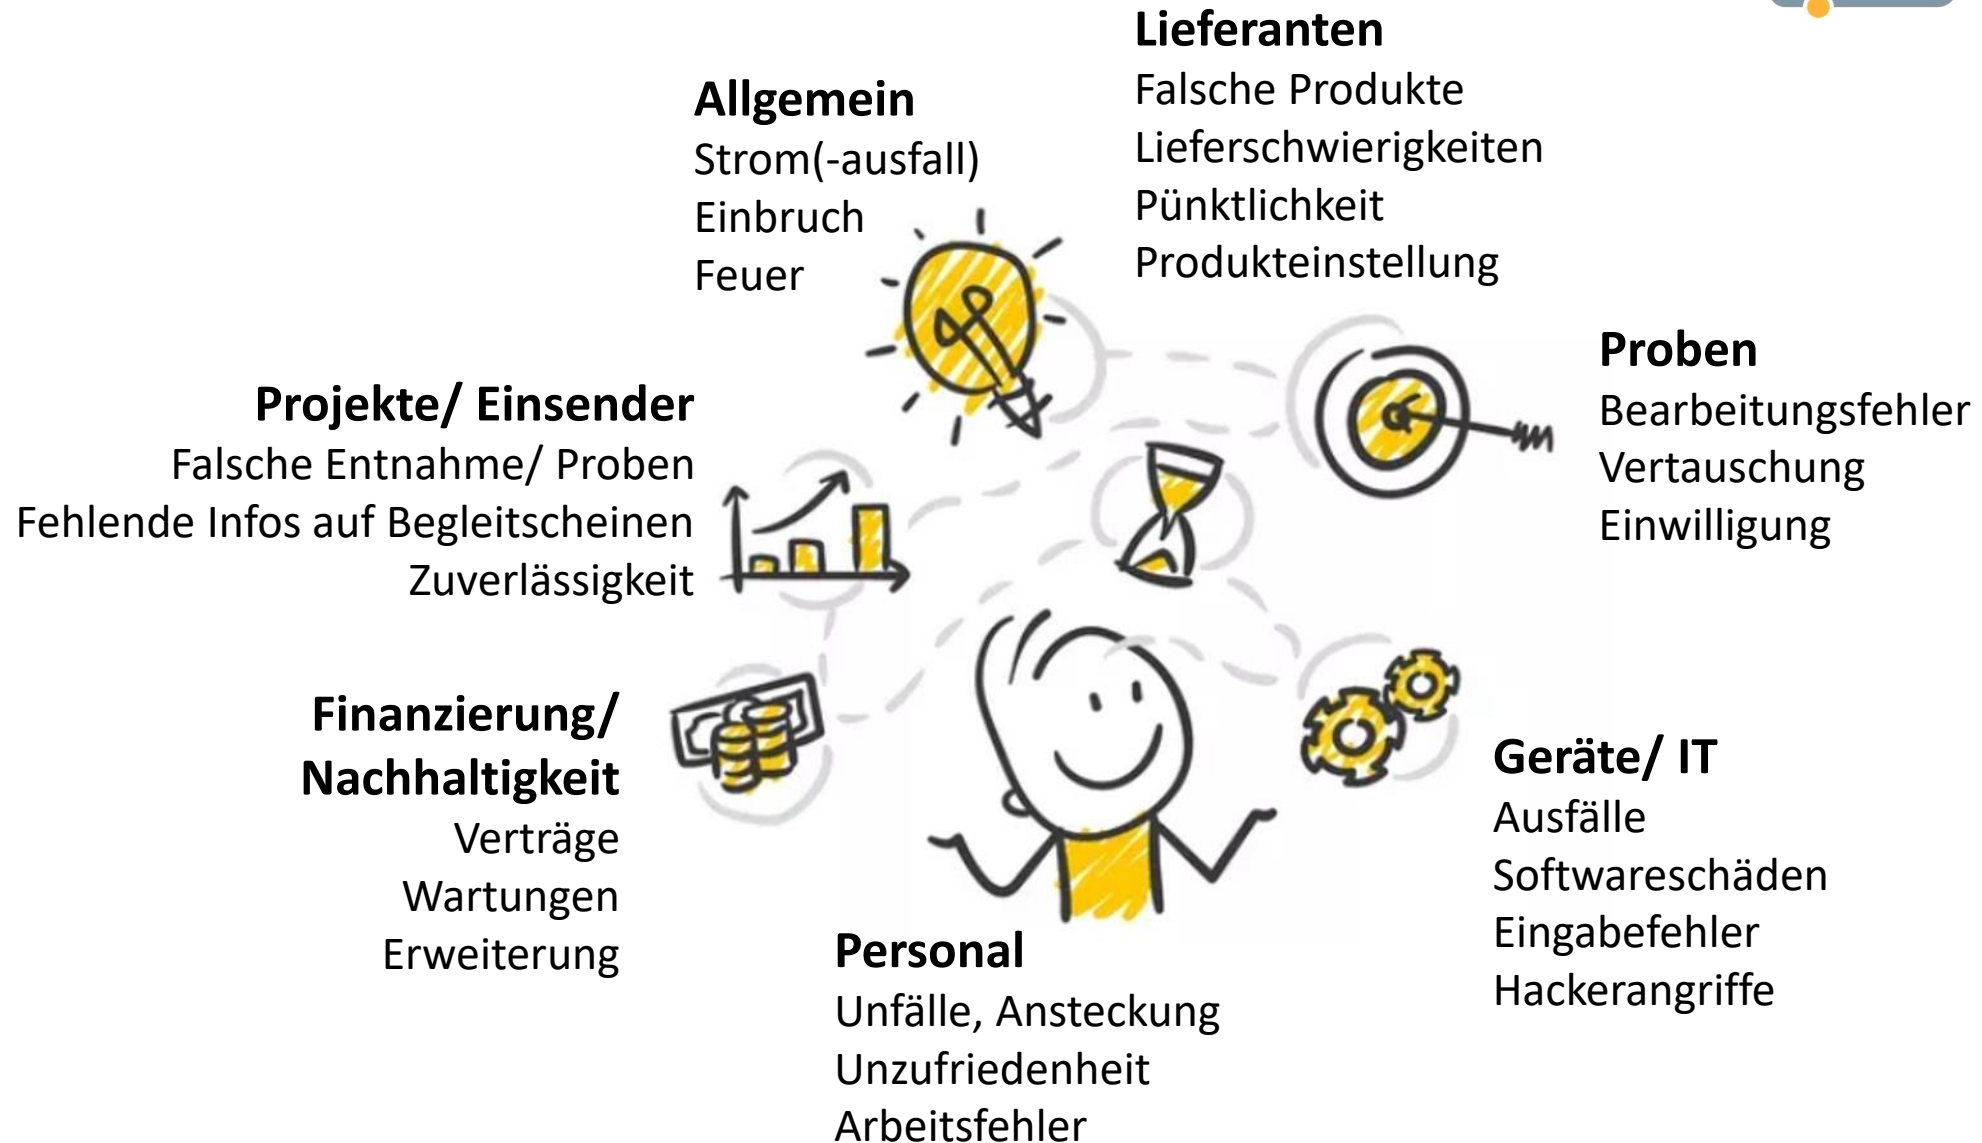 Lieferanten
Falsche Produkte
Lieferschwierigkeiten
Pünktlichkeit
Produkteinstellung
Allgemein
Strom(-ausfall)
Einbruch
Feuer
Proben
Bearbeitungsfehler
Vertauschung
Einwilligung
Projekte/ Einsender
Falsche Entnahme/ Proben
Fehlende Infos auf Begleitscheinen
Zuverlässigkeit
Finanzierung/
Nachhaltigkeit
Verträge
Wartungen
Erweiterung
Geräte/ IT
Ausfälle
Softwareschäden
Eingabefehler
Hackerangriffe
Personal
Unfälle, Ansteckung
Unzufriedenheit
Arbeitsfehler